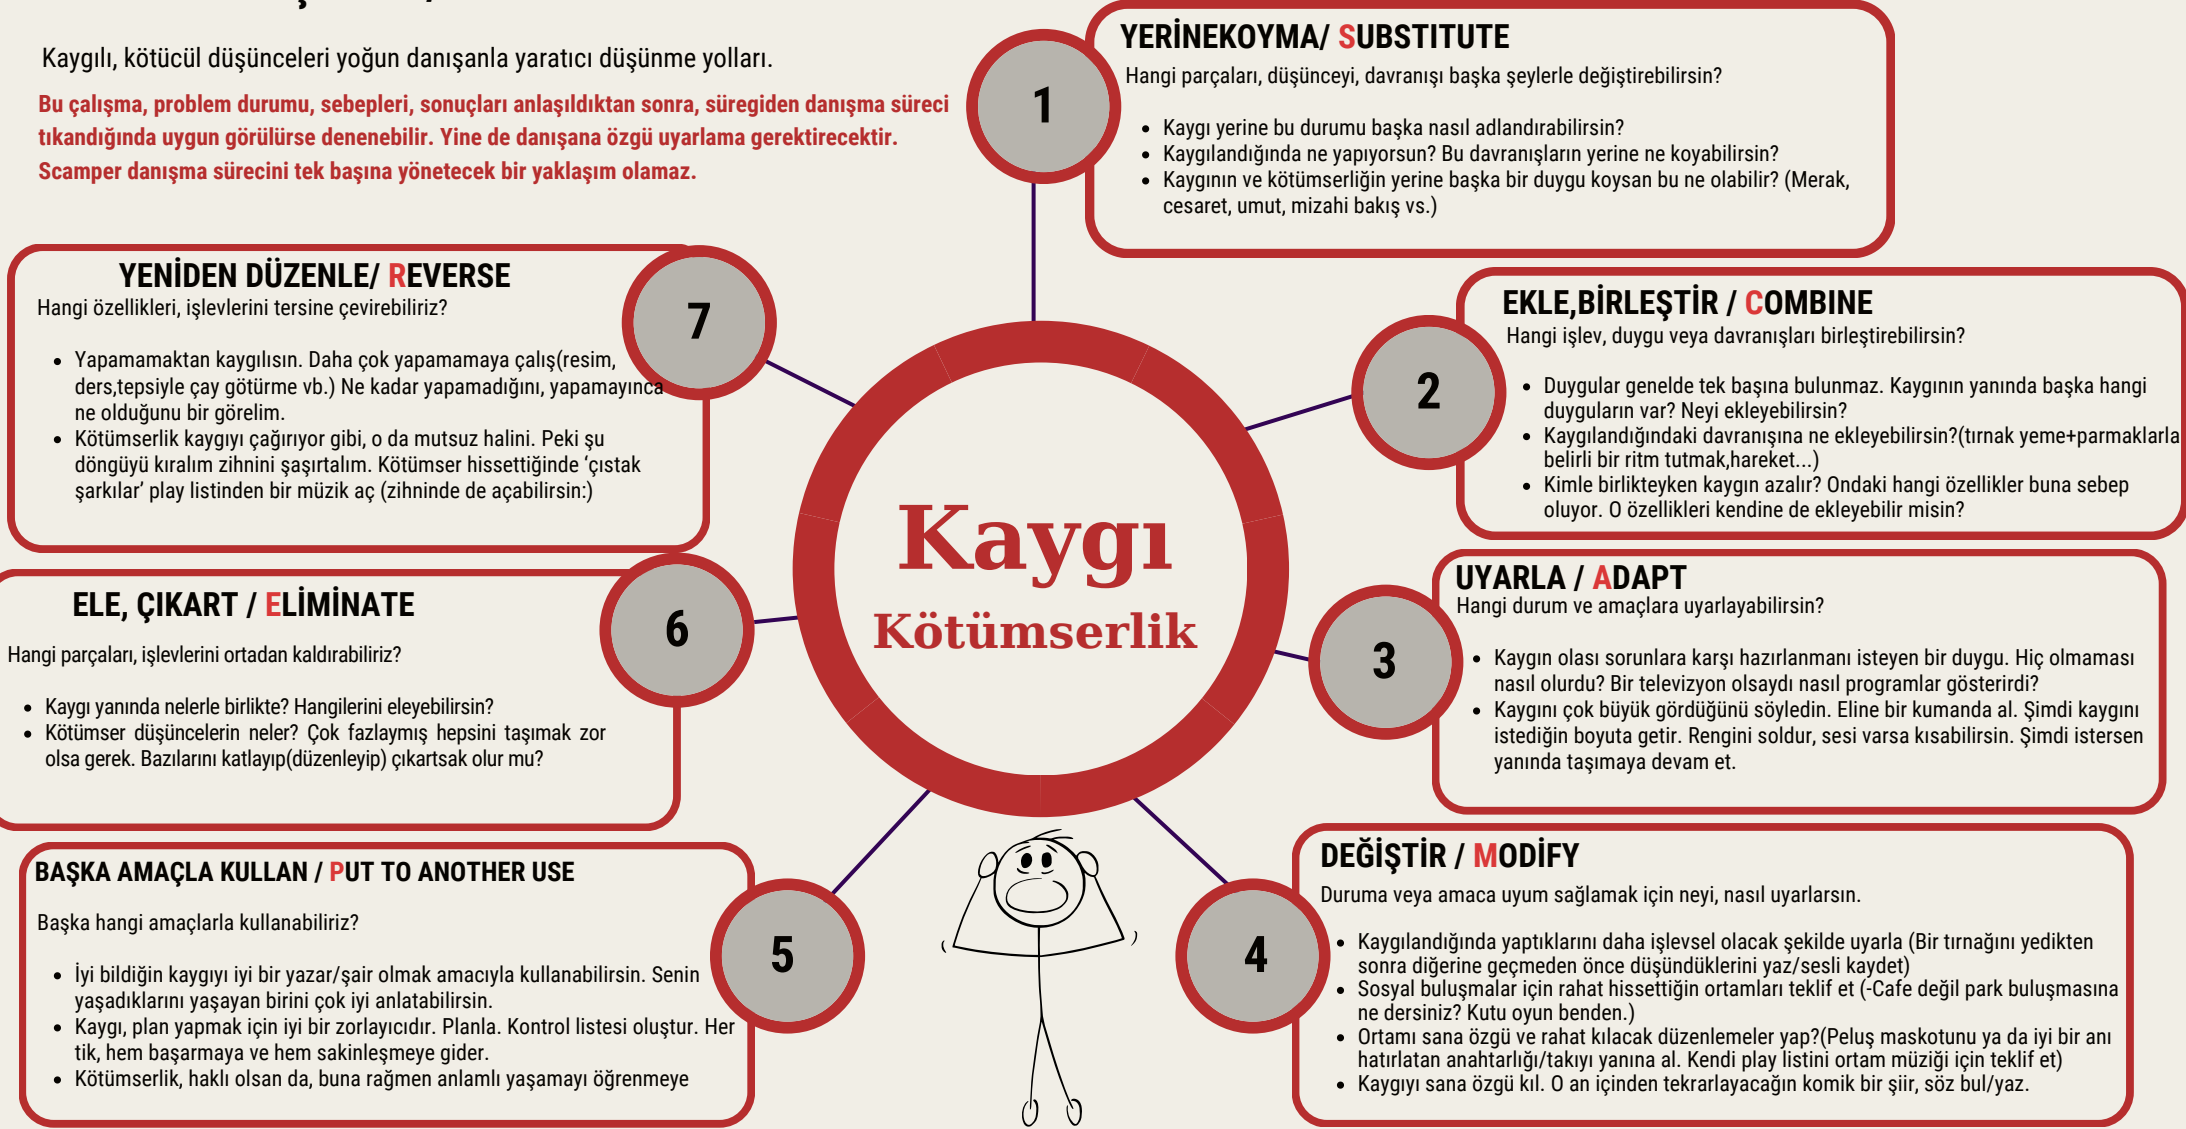 Kaygılı, kötücül düşünceleri yoğun danışanla yaratıcı düşünme yolları.
Bu çalışma, problem durumu, sebepleri, sonuçları anlaşıldıktan sonra, süregiden danışma süreci
tıkandığında uygun görülürse denenebilir. Yine de danışana özgü uyarlama gerektirecektir.
Scamper danışma sürecini tek başına yönetecek bir yaklaşım olamaz.
1
YERİNEKOYMA/ SUBSTITUTE
Hangi parçaları, düşünceyi, davranışı başka şeylerle değiştirebilirsin?
• Kaygı yerine bu durumu başka nasıl adlandırabilirsin?
• Kaygılandığında ne yapıyorsun? Bu davranışların yerine ne koyabilirsin?
• Kaygının ve kötümserliğin yerine başka bir duygu koysan bu ne olabilir? (Merak,
cesaret, umut, mizahi bakış vs.)
2
EKLE,BİRLEŞTİR / COMBINE
Hangi işlev, duygu veya davranışları birleştirebilirsin?
• Duygular genelde tek başına bulunmaz. Kaygının yanında başka hangi
duyguların var? Neyi ekleyebilirsin?
• Kaygılandığındaki davranışına ne ekleyebilirsin?(tırnak yeme+parmaklarla
belirli bir ritm tutmak,hareket...)
• Kimle birlikteyken kaygın azalır? Ondaki hangi özellikler buna sebep
oluyor. O özellikleri kendine de ekleyebilir misin?
3
UYARLA / ADAPT
Hangi durum ve amaçlara uyarlayabilirsin?
• Kaygın olası sorunlara karşı hazırlanmanı isteyen bir duygu. Hiç olmaması
nasıl olurdu? Bir televizyon olsaydı nasıl programlar gösterirdi?
• Kaygını çok büyük gördüğünü söyledin. Eline bir kumanda al. Şimdi kaygını
istediğin boyuta getir. Rengini soldur, sesi varsa kısabilirsin. Şimdi istersen
yanında taşımaya devam et.
4
DEĞİŞTİR / MODİFY
Duruma veya amaca uyum sağlamak için neyi, nasıl uyarlarsın.
• Kaygılandığında yaptıklarını daha işlevsel olacak şekilde uyarla (Bir tırnağını yedikten
sonra diğerine geçmeden önce düşündüklerini yaz/sesli kaydet)
• Sosyal buluşmalar için rahat hissettiğin ortamları teklif et (-Cafe değil park buluşmasına
ne dersiniz? Kutu oyun benden.)
• Ortamı sana özgü ve rahat kılacak düzenlemeler yap?(Peluş maskotunu ya da iyi bir anı
hatırlatan anahtarlığı/takıyı yanına al. Kendi play listini ortam müziği için teklif et)
• Kaygıyı sana özgü kıl. O an içinden tekrarlayacağın komik bir şiir, söz bul/yaz.
5
BAŞKA AMAÇLA KULLAN / PUT TO ANOTHER USE
Başka hangi amaçlarla kullanabiliriz?
• İyi bildiğin kaygıyı iyi bir yazar/şair olmak amacıyla kullanabilirsin. Senin
yaşadıklarını yaşayan birini çok iyi anlatabilirsin.
• Kaygı, plan yapmak için iyi bir zorlayıcıdır. Planla. Kontrol listesi oluştur. Her
tik, hem başarmaya ve hem sakinleşmeye gider.
• Kötümserlik, haklı olsan da, buna rağmen anlamlı yaşamayı öğrenmeye
6
ELE, ÇIKART / ELİMİNATE
Hangi parçaları, işlevlerini ortadan kaldırabiliriz?
• Kaygı yanında nelerle birlikte? Hangilerini eleyebilirsin?
• Kötümser düşüncelerin neler? Çok fazlaymış hepsini taşımak zor
olsa gerek. Bazılarını katlayıp(düzenleyip) çıkartsak olur mu?
7
YENİDEN DÜZENLE/ REVERSE
Hangi özellikleri, işlevlerini tersine çevirebiliriz?
• Yapamamaktan kaygılısın. Daha çok yapamamaya çalış(resim,
ders,tepsiyle çay götürme vb.) Ne kadar yapamadığını, yapamayınca
ne olduğunu bir görelim.
• Kötümserlik kaygıyı çağırıyor gibi, o da mutsuz halini. Peki şu
döngüyü kıralım zihnini şaşırtalım. Kötümser hissettiğinde ‘çıstak
şarkılar’ play listinden bir müzik aç (zihninde de açabilirsin:)
Kaygı
Kötümserlik